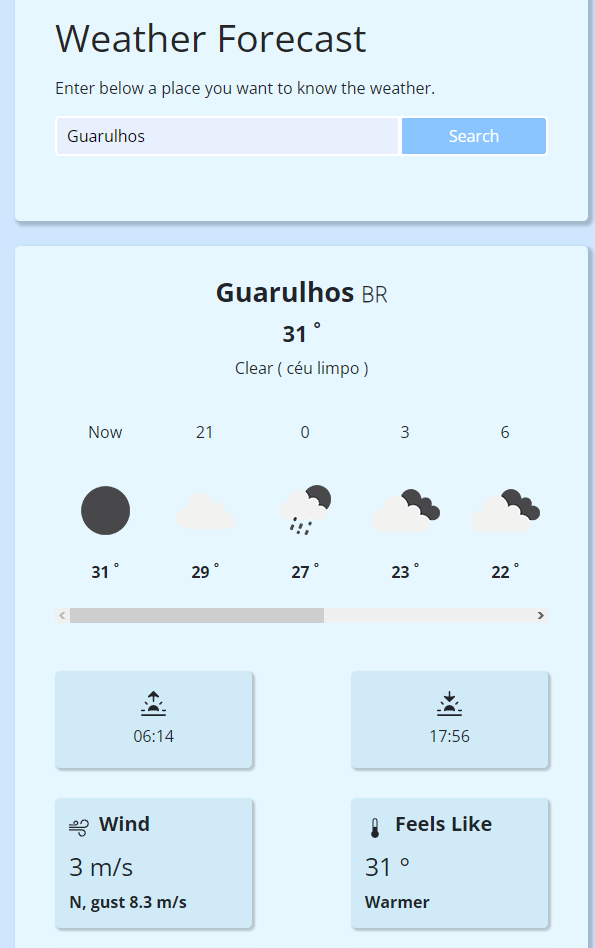 Weather Forecast
Enter below a place you want to know the weather.
Guarulhos Search
Guarulhos BR
31 °
Clear ( céu limpo )
Now 21 0 3 6
31 ° 29 ° 27 ° 23 ° 22 °
06:14 17:56
Wind
3 m/s
N, gust 8.3 m/s
Feels Like
31 °
Warmer